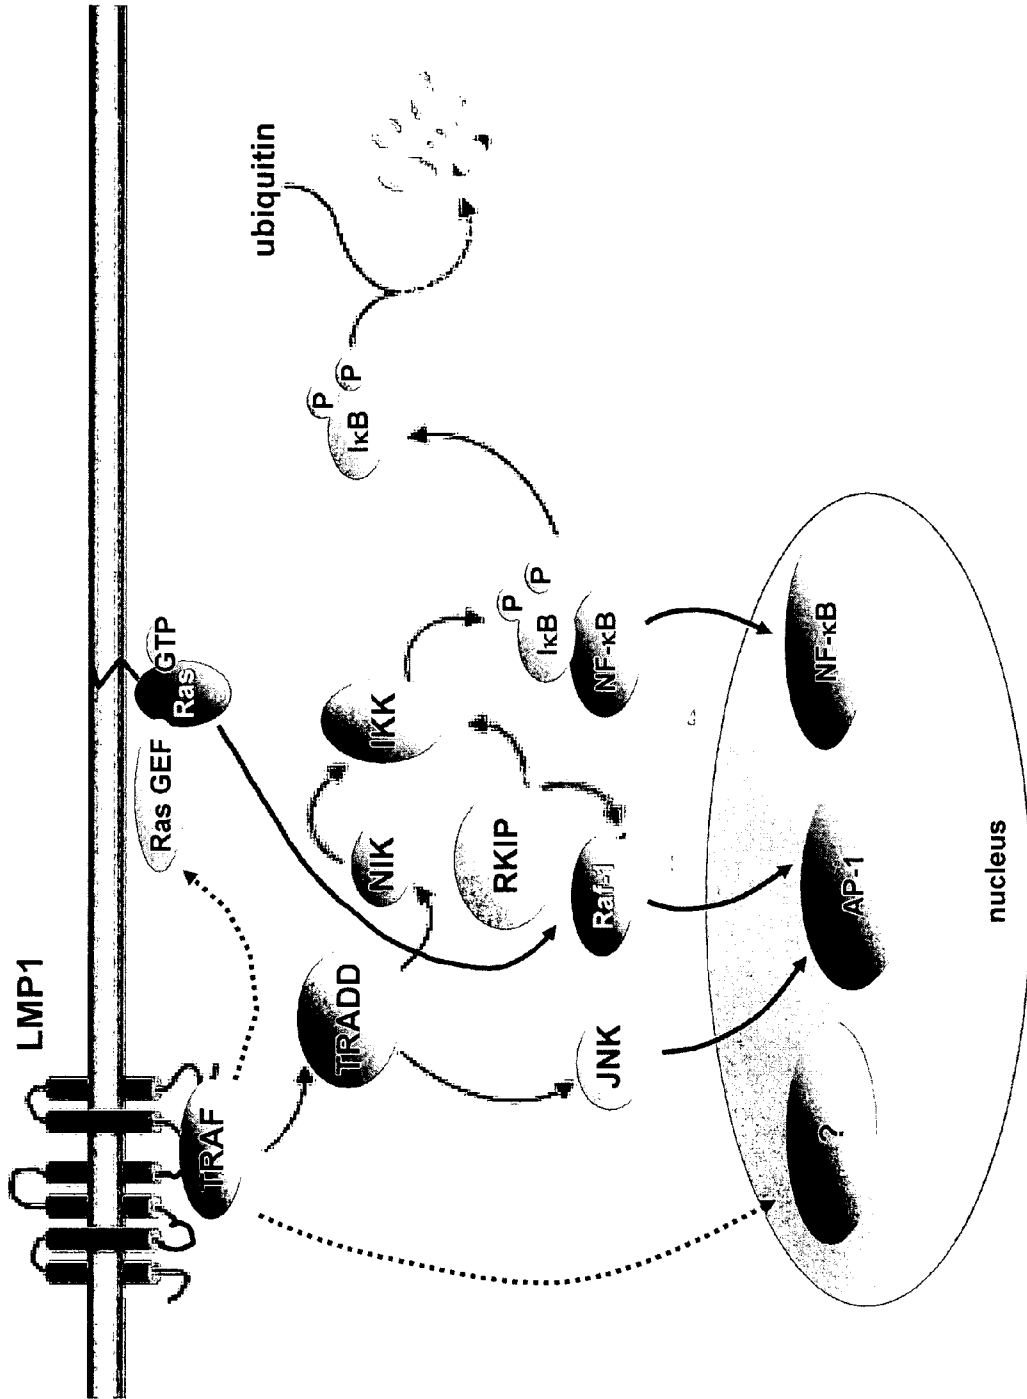 LMP1
TRAF
Ras GEF
Ras
GTP
TRADD
NIK
IKK
RKIP
Raf-1
JNK
P
P
IκB
NF-κB
P
P
IκB
ubiquitin
?
AP-1
NF-κB
nucleus